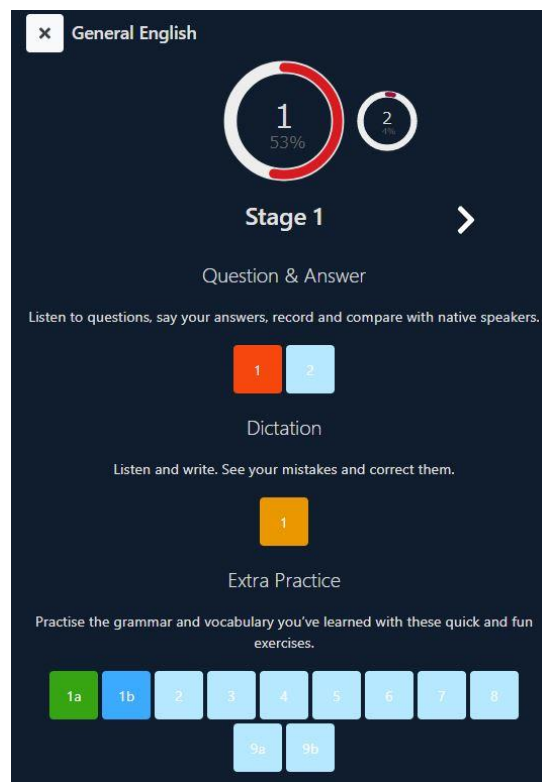 × General English
1
53%
2
4%
Stage 1
Question & Answer
Listen to questions, say your answers, record and compare with native speakers.
1 2
Dictation
Listen and write. See your mistakes and correct them.
1
Extra Practice
Practise the grammar and vocabulary you've learned with these quick and fun
exercises.
1a 1b 2 3 4 5 6 7 8
9a 9b